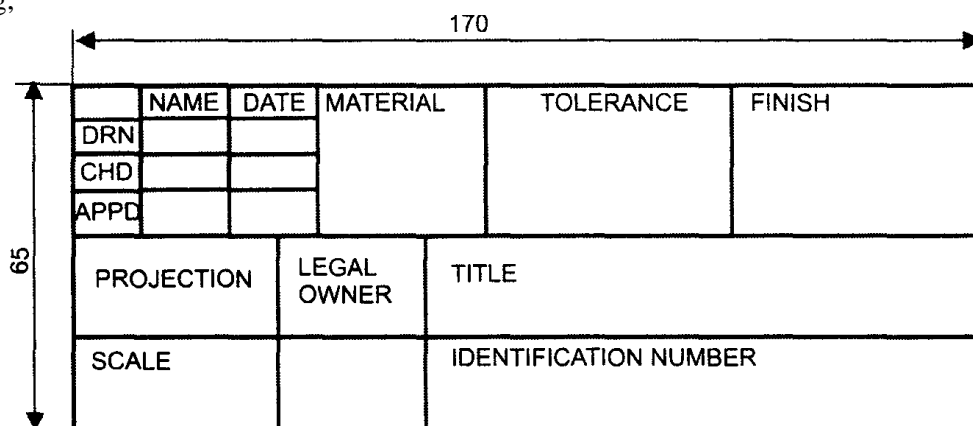 g,
170
NAME DATE MATERIAL TOLERANCE FINISH
DRN
CHD
APPD
65
PROJECTION
LEGAL
OWNER
TITLE
SCALE
IDENTIFICATION NUMBER